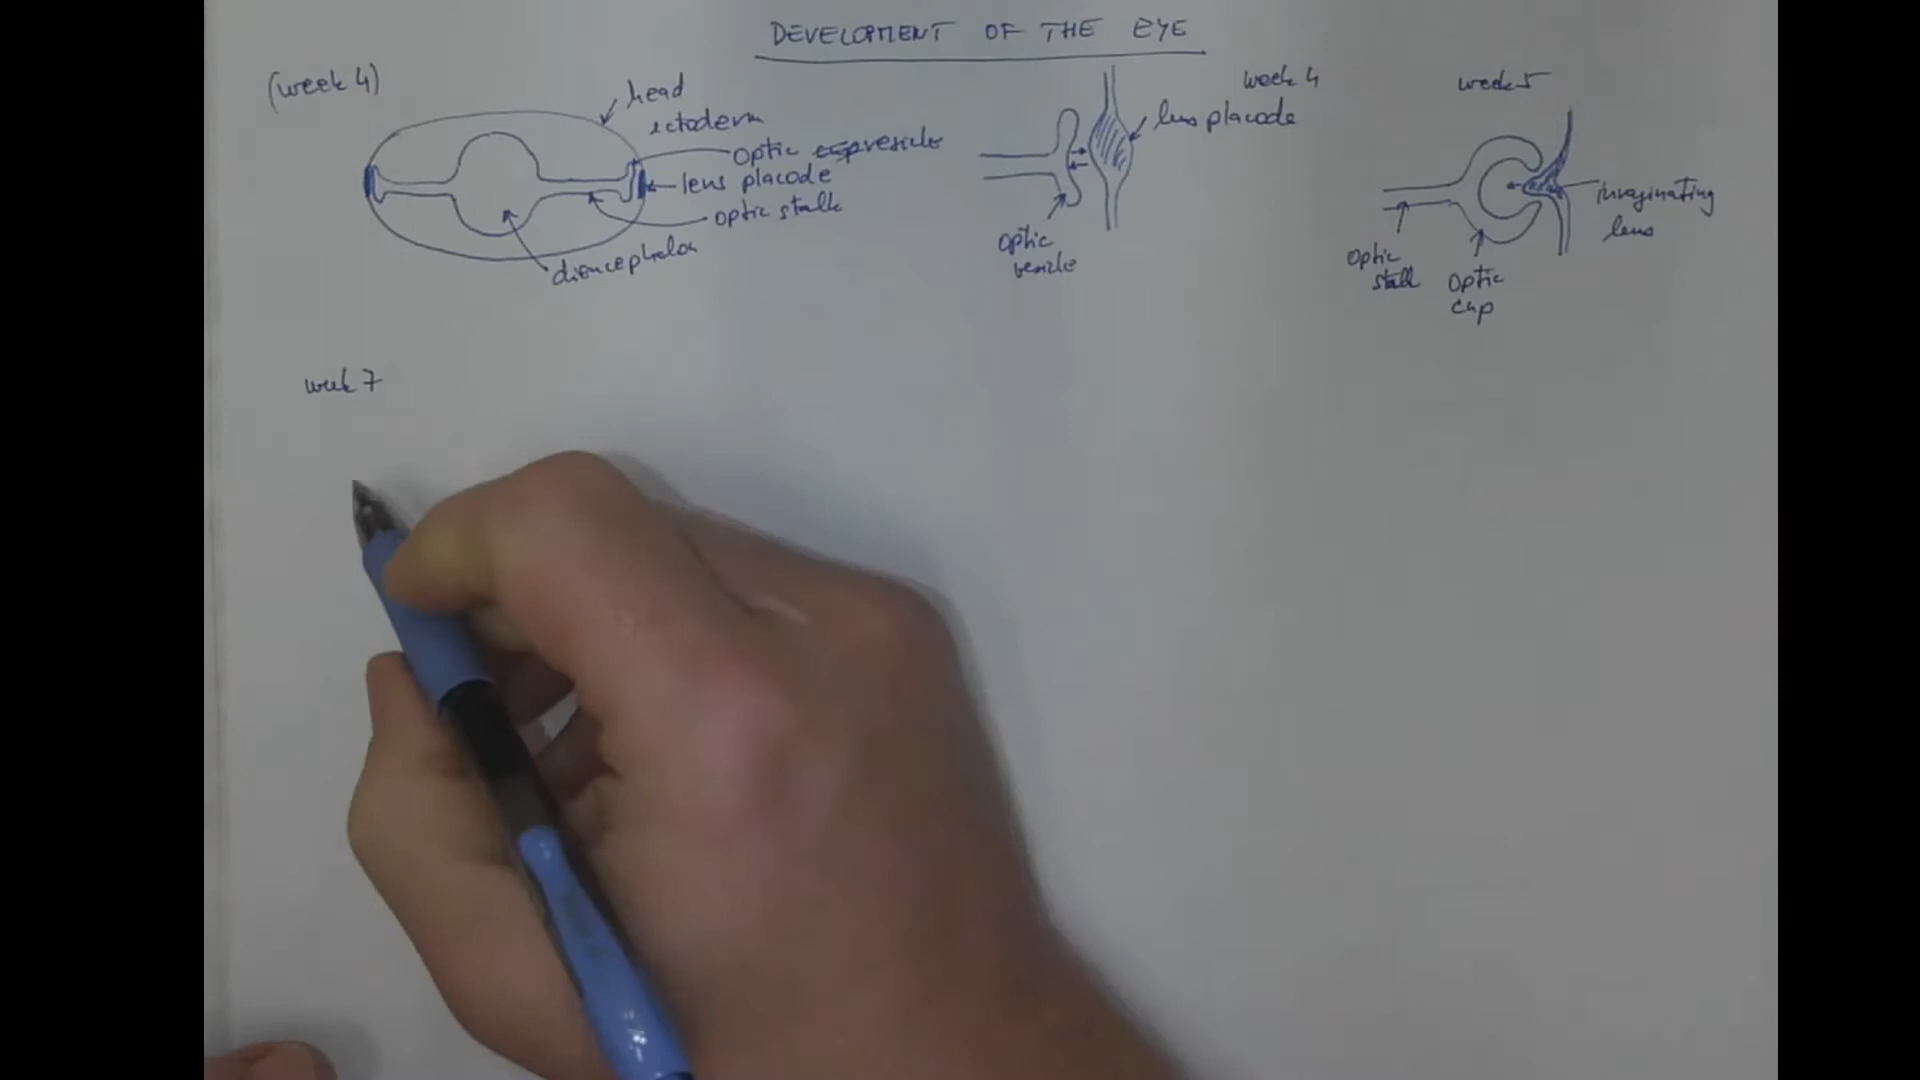 DEVELOPMENT OF THE EYE
(week 4)
head
ectoderm
optic vesicle
lens placode
optic stalk
diencephalon
week 4
lens placode
optic
vesicle
week 5
invaginating
lens
optic
stalk
optic
cup
week 7